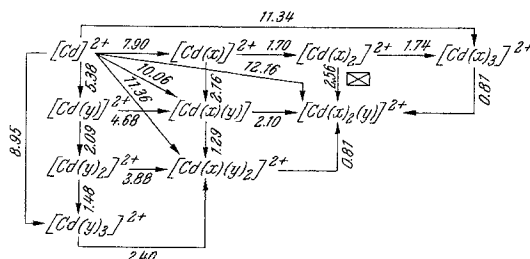 11.34
[Cd]²⁺ 7.90 [Cd(x)]²⁺ 1.70 [Cd(x)₂]²⁺ 1.74 [Cd(x)₃]²⁺
8.95 5.38 10.06 11.36 2.16 12.16 2.56 0.81
[Cd(y)]²⁺ 4.68 [Cd(x)(y)]²⁺ 2.10 [Cd(x)₂(y)]²⁺
2.09 1.29 0.81
[Cd(y)₂]²⁺ 3.88 [Cd(x)(y)₂]²⁺
1.48
[Cd(y)₃]²⁺
2.40